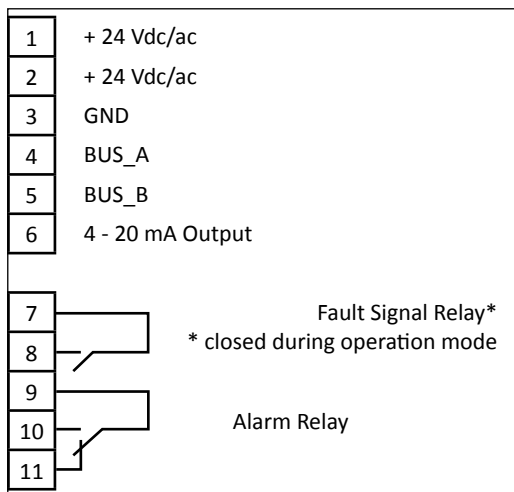 1 + 24 Vdc/ac
2 + 24 Vdc/ac
3 GND
4 BUS_A
5 BUS_B
6 4 - 20 mA Output
7 Fault Signal Relay*
8 * closed during operation mode
9
10 Alarm Relay
11